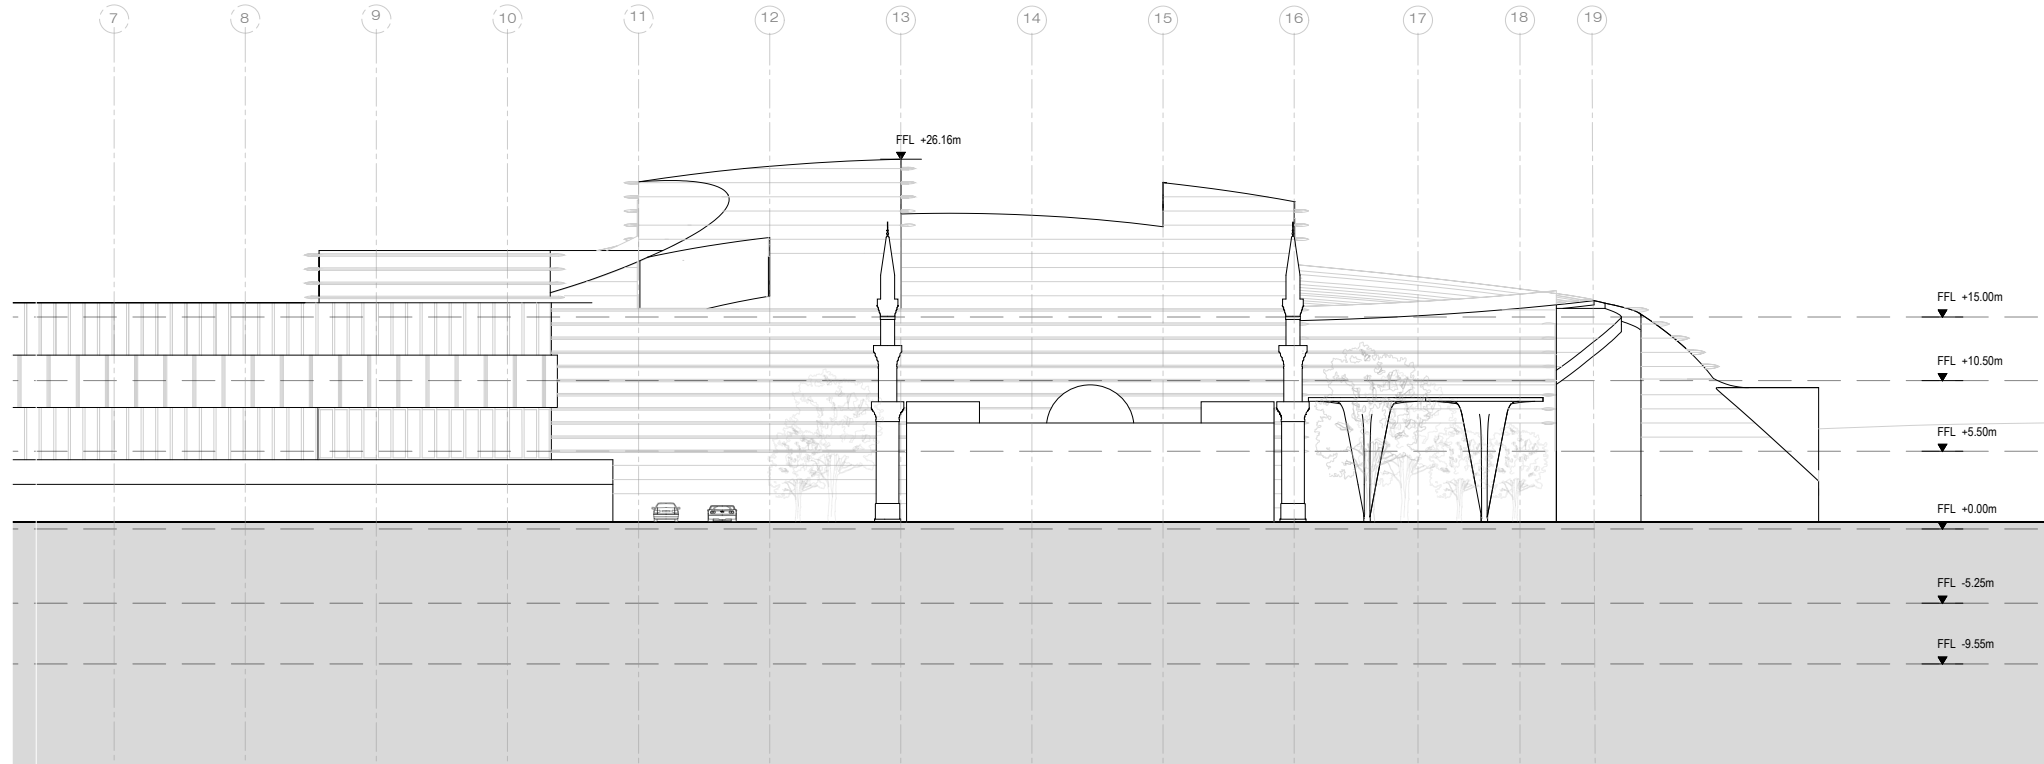 7 8 9 10 11 12 13 14 15 16 17 18 19
FFL +26.16m
FFL +15.00m
FFL +10.50m
FFL +5.50m
FFL +0.00m
FFL -5.25m
FFL -9.55m